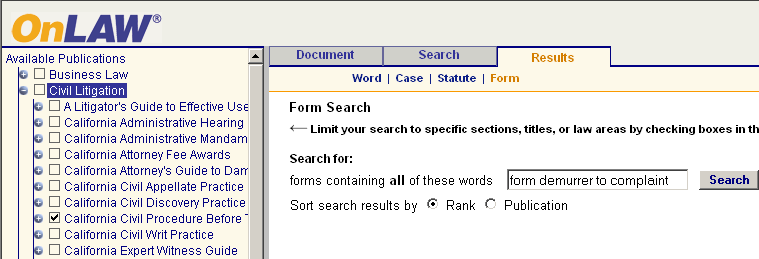 OnLAW®
Available Publications
Business Law
Civil Litigation
A Litigator's Guide to Effective Use
California Administrative Hearing
California Administrative Mandam
California Attorney Fee Awards
California Attorney's Guide to Dam
California Civil Appellate Practice
California Civil Discovery Practice
California Civil Procedure Before T
California Civil Writ Practice
California Expert Witness Guide
Document Search Results
Word | Case | Statute | Form
Form Search
← Limit your search to specific sections, titles, or law areas by checking boxes in th
Search for:
forms containing all of these words form demurrer to complaint Search
Sort search results by Rank Publication